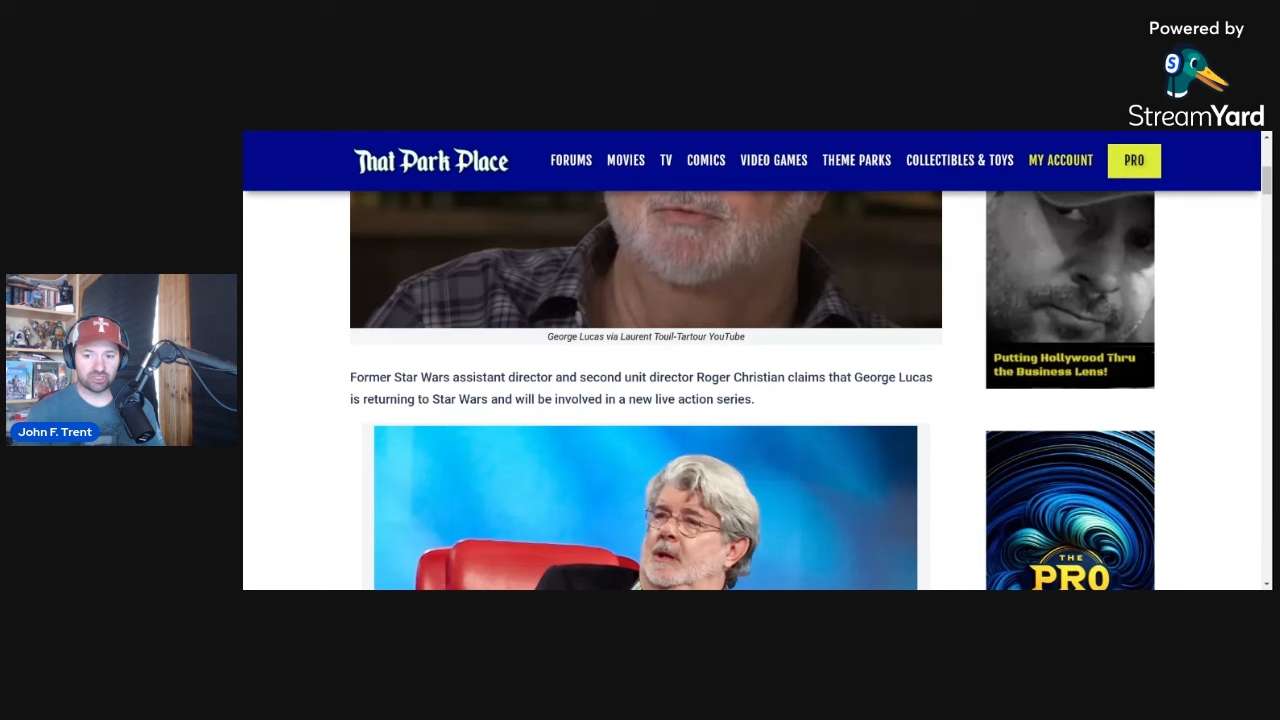 Powered by
StreamYard
That Park Place
FORUMS MOVIES TV COMICS VIDEO GAMES THEME PARKS COLLECTIBLES & TOYS MY ACCOUNT PRO
George Lucas via Laurent Touil-Tartour YouTube
Putting Hollywood Thru
the Business Lens!
Former Star Wars assistant director and second unit director Roger Christian claims that George Lucas
is returning to Star Wars and will be involved in a new live action series.
John F. Trent
THE
PRO